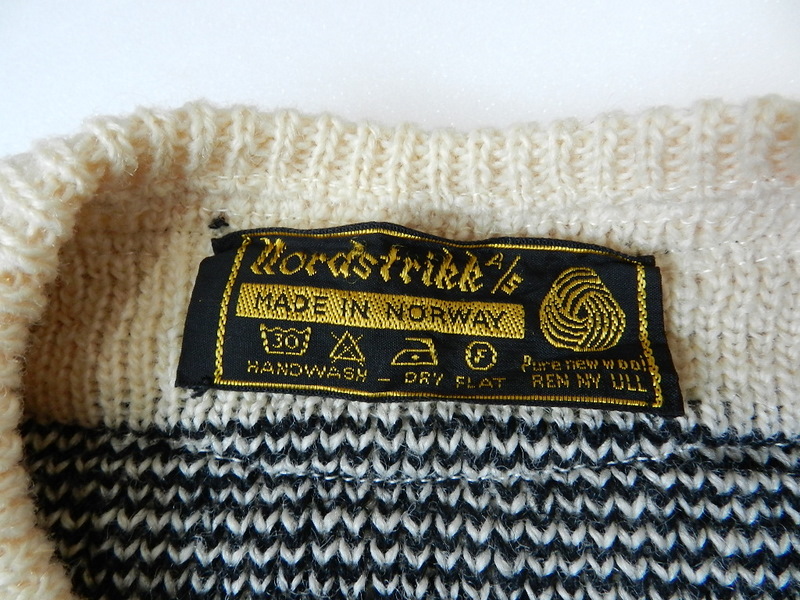 Nordstrikk A/S
MADE IN NORWAY
30
F
HANDWASH – DRY FLAT
Pure new wool
REN NY ULL